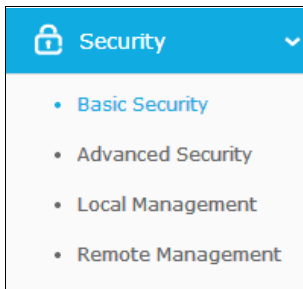 Security
Basic Security
Advanced Security
Local Management
Remote Management